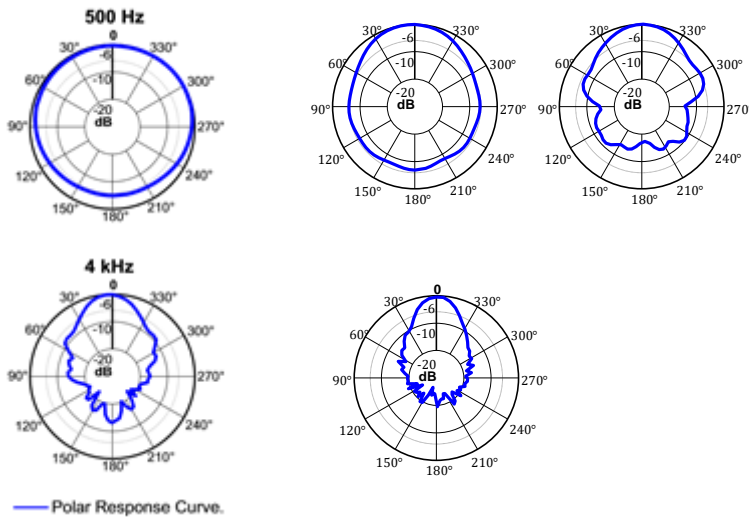 500 Hz
0
30° 330° 30° 330° 30° 330°
-6 -6 -6
60° 300° 60° 300° 60° 300°
-10 -10 -10
-20 -20 -20
dB dB dB
90° 270° 90° 270° 90° 270°
120° 240° 120° 240° 120° 240°
150° 210° 150° 210° 150° 210°
180° 180° 180°
4 kHz
0 0
30° 330° 30° 330°
-6 -6
60° 300° 60° 300°
-10 -10
-20 -20
dB dB
90° 270° 90° 270°
120° 240° 120° 240°
150° 210° 150° 210°
180° 180°
Polar Response Curve.